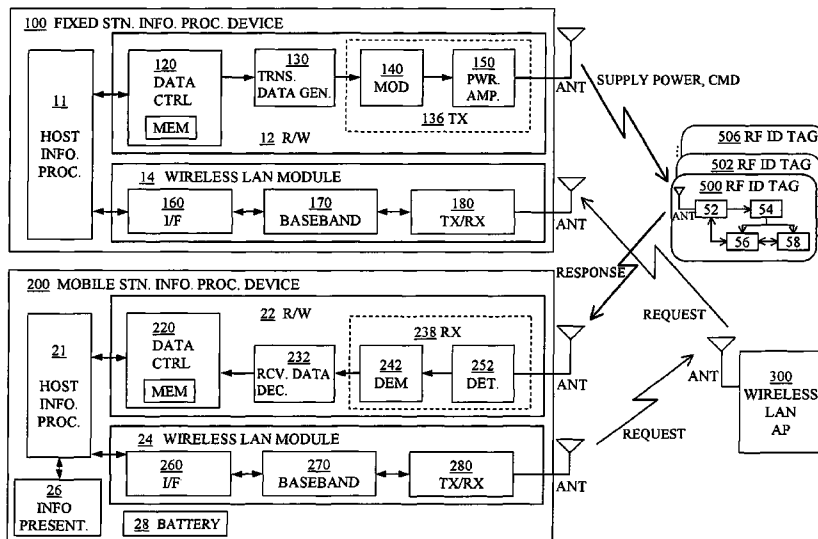 100 FIXED STN. INFO. PROC. DEVICE
11
HOST
INFO.
PROC.
120
DATA
CTRL
MEM
130
TRNS.
DATA GEN.
140
MOD
150
PWR.
AMP.
136 TX
12 R/W
ANT
SUPPLY POWER, CMD
14 WIRELESS LAN MODULE
160
I/F
170
BASEBAND
180
TX/RX
ANT
506 RF ID TAG
502 RF ID TAG
500 RF ID TAG
ANT
52
54
56
58
RESPONSE
REQUEST
200 MOBILE STN. INFO. PROC. DEVICE
21
HOST
INFO.
PROC.
22 R/W
220
DATA
CTRL
MEM
232
RCV. DATA
DEC.
238 RX
242
DEM
252
DET.
ANT
ANT
300
WIRELESS
LAN
AP
REQUEST
24 WIRELESS LAN MODULE
260
I/F
270
BASEBAND
280
TX/RX
ANT
26
INFO
PRESENT.
28 BATTERY